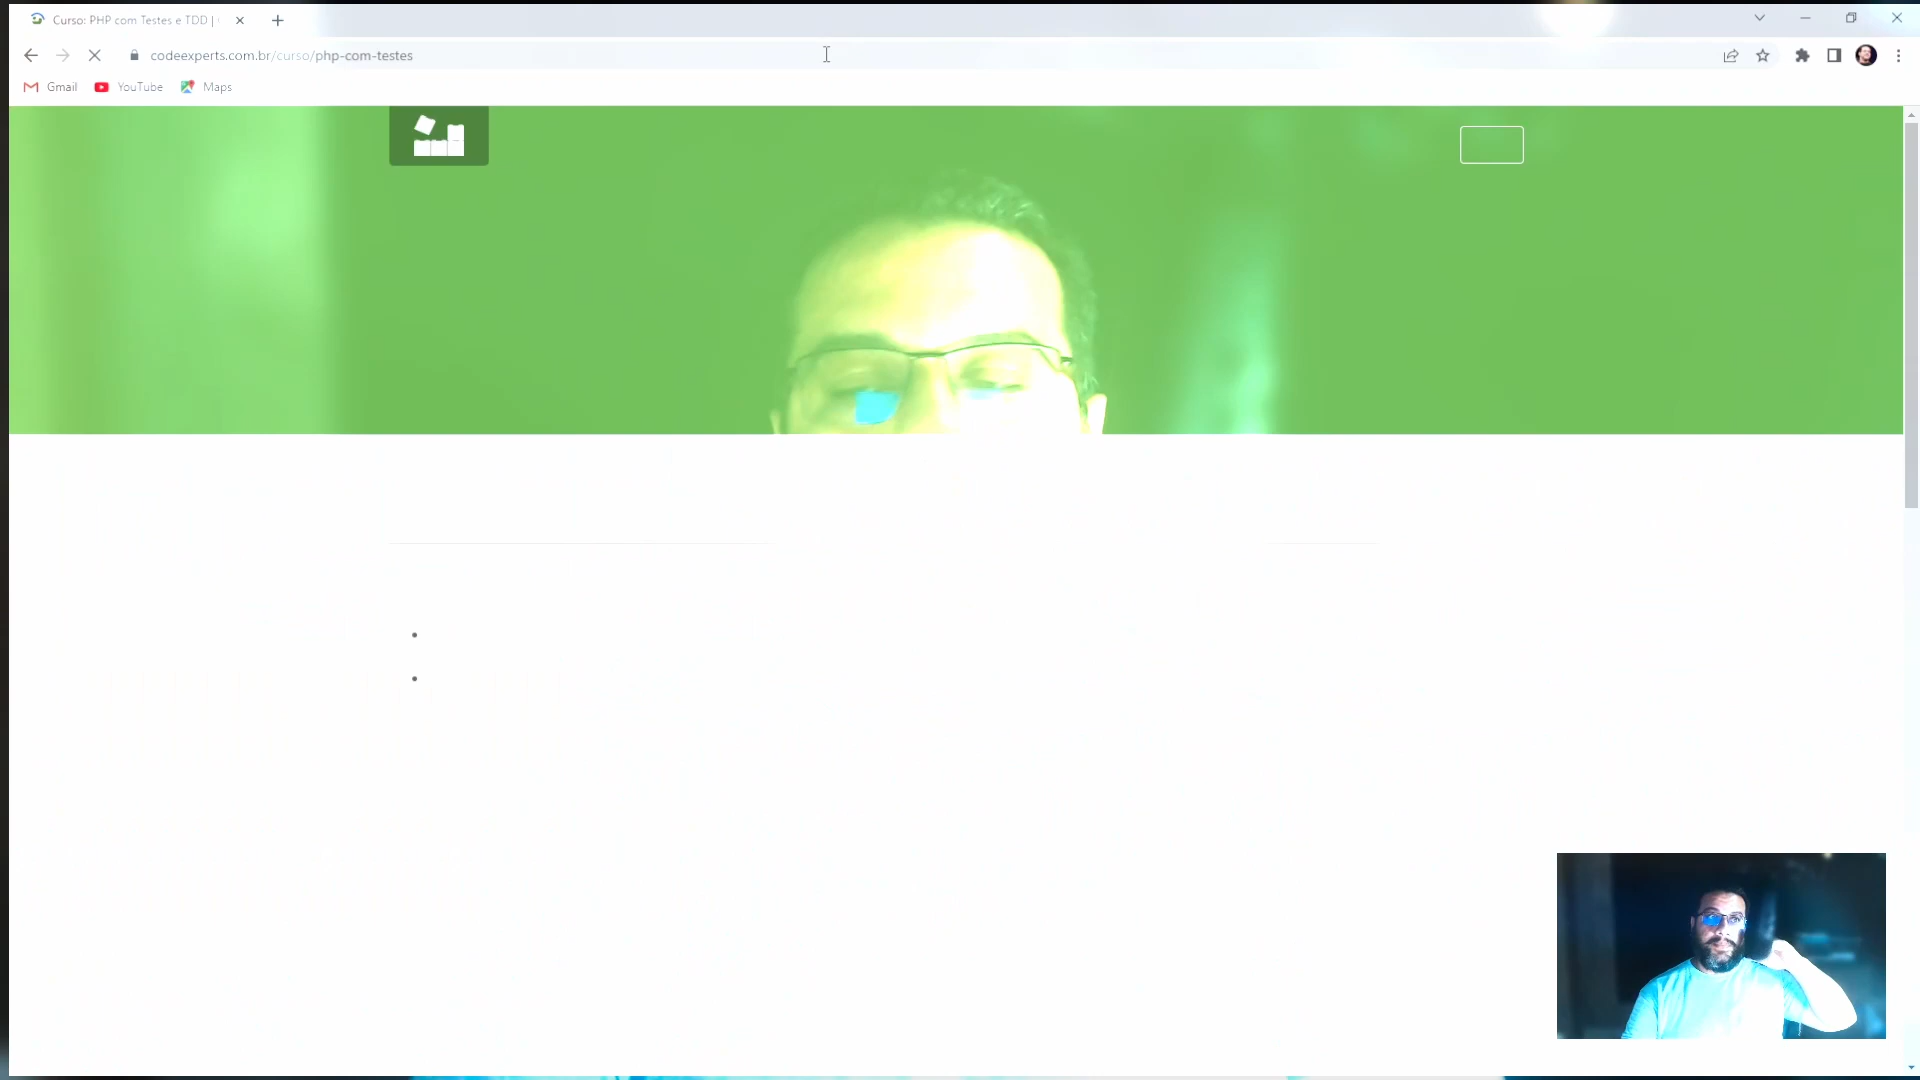 Curso: PHP com Testes e TDD |
codeexperts.com.br/curso/php-com-testes
Gmail
YouTube
Maps